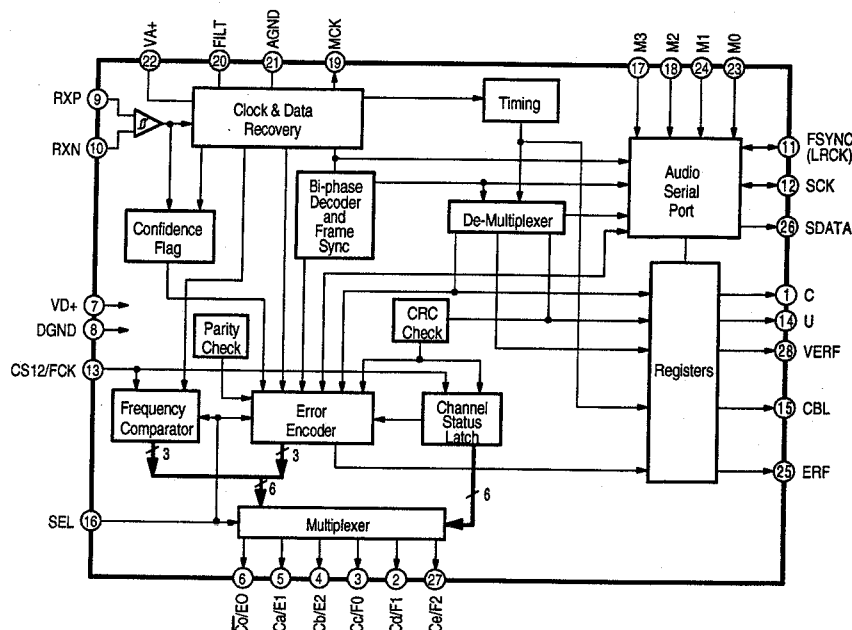 VA+ FILT AGND MCK M3 M2 M1 M0
22 20 21 19 17 18 24 23
RXP 9
RXN 10
Clock & Data
Recovery
Timing
Bi-phase
Decoder
and
Frame
Sync
De-Multiplexer
Audio
Serial
Port
11 FSYNC
(LRCK)
12 SCK
26 SDATA
Confidence
Flag
VD+ 7
DGND 8
CS12/FCK 13
Parity
Check
CRC
Check
Registers
1 C
14 U
28 VERF
15 CBL
25 ERF
Frequency
Comparator
Error
Encoder
Channel
Status
Latch
3 3
6 6
SEL 16
Multiplexer
6 5 4 3 2 27
Co/EO Ca/E1 Cb/E2 Cc/F0 Cd/F1 Ce/F2